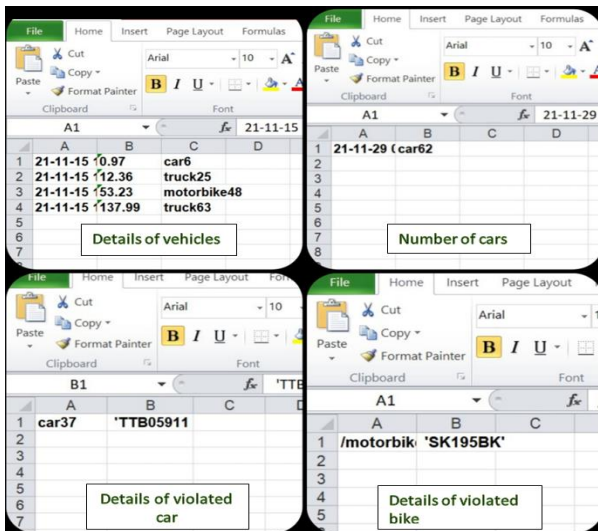 File Home Insert Page Layout Formulas
Cut
Copy
Format Painter
Paste
Clipboard
Arial 10 A
B I U A
Font
A1 fx 21-11-15
A B C D
1 21-11-15 0.97 car6
2 21-11-15 12.36 truck25
3 21-11-15 53.23 motorbike48
4 21-11-15 137.99 truck63
5
6
7
Details of vehicles
File Home Insert Page Layout Formulas
Cut
Copy
Format Painter
Paste
Clipboard
Arial 10 A
B I U A
Font
A1 fx 21-11-29
A B C D
1 21-11-29 ( car62
2
3
4
5
6
7
8
Number of cars
File Home Insert Page Layout
Cut
Copy
Format Painter
Paste
Clipboard
Arial 10
B I U
Font
B1 fx 'TTB
A B C
1 car37 'TTB05911
2
3
4
5
6
7
Details of violated
car
File Home Insert Page Layout
Cut
Copy
Format Painter
Paste
Clipboard
Arial
B I U
Font
A1 fx
A B C
1 /motorbik 'SK195BK'
2
3
4
5
Details of violated
bike